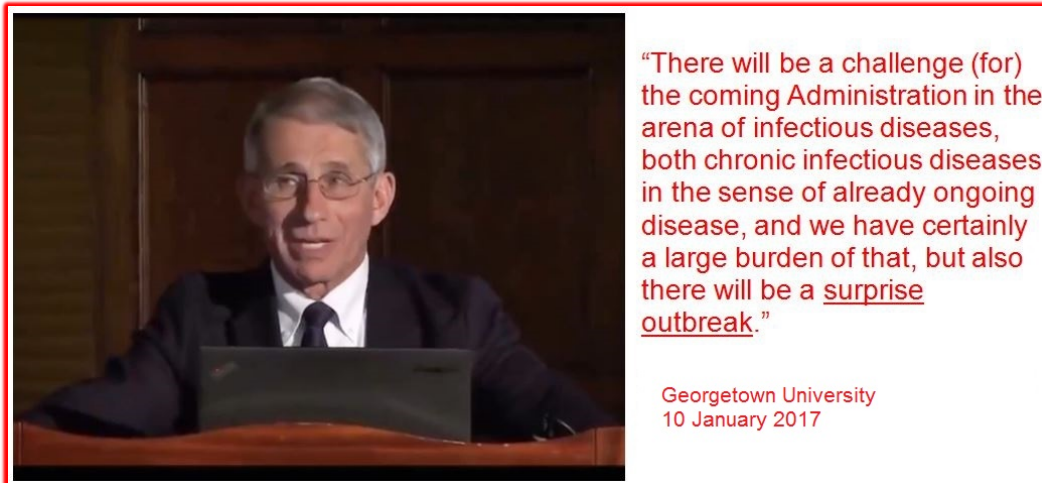 “There will be a challenge (for)
the coming Administration in the
arena of infectious diseases,
both chronic infectious diseases
in the sense of already ongoing
disease, and we have certainly
a large burden of that, but also
there will be a surprise
outbreak.”
Georgetown University
10 January 2017